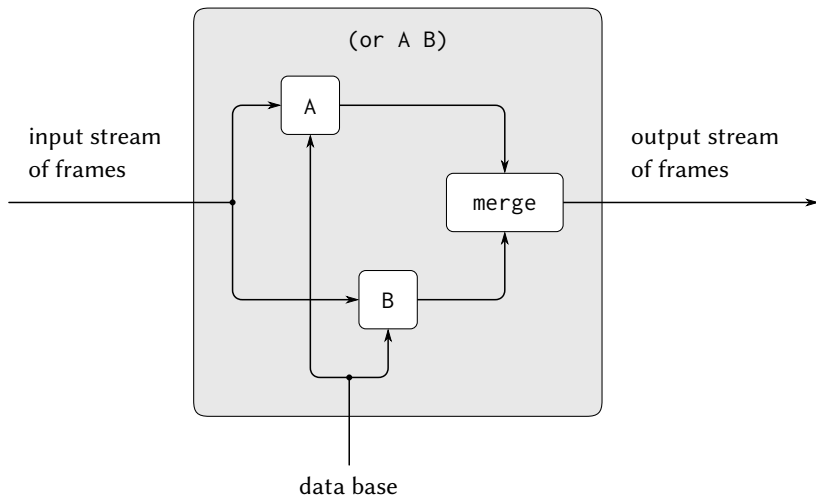 (or A B)
A
input stream
of frames
output stream
of frames
merge
B
data base